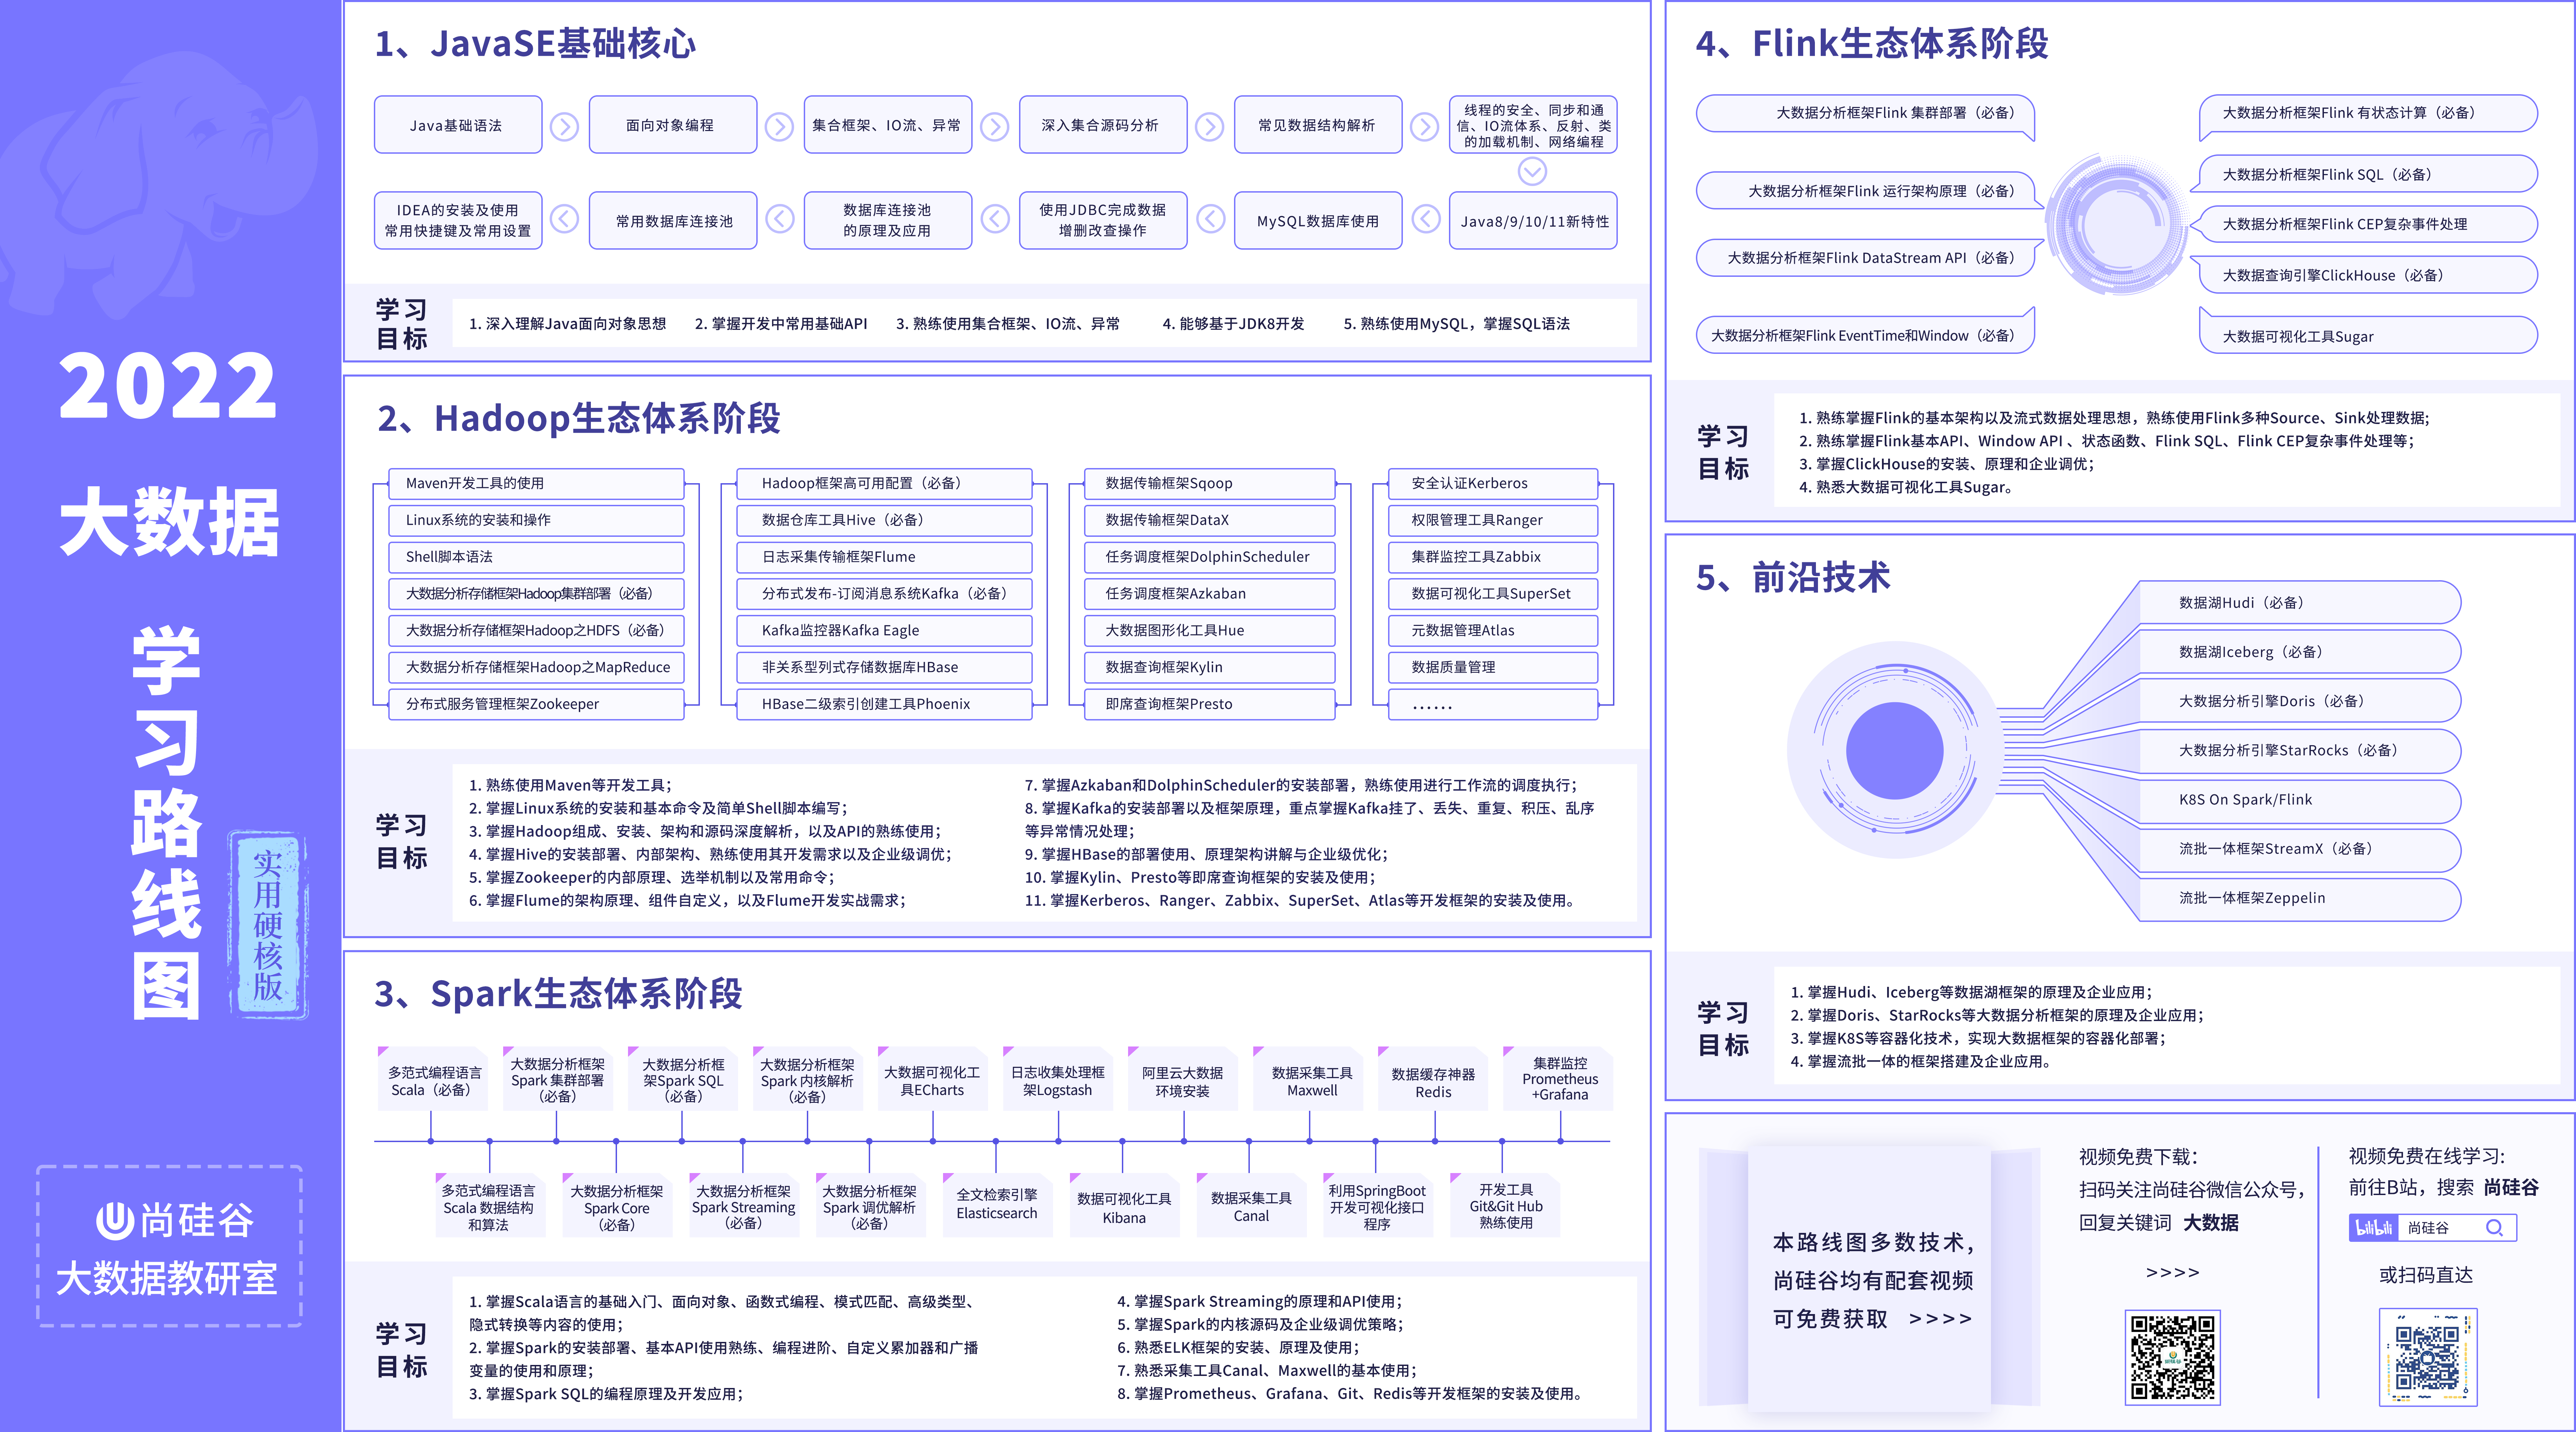 2022
大数据
学习路线图
实用硬核版
尚硅谷
大数据教研室
1、JavaSE基础核心
Java基础语法
面向对象编程
集合框架、IO流、异常
深入集合源码分析
常见数据结构解析
线程的安全、同步和通
信、IO流体系、反射、类
的加载机制、网络编程
IDEA的安装及使用
常用快捷键及常用设置
常用数据库连接池
数据库连接池
的原理及应用
使用JDBC完成数据
增删改查操作
MySQL数据库使用
Java8/9/10/11新特性
学习
目标
1. 深入理解Java面向对象思想
2. 掌握开发中常用基础API
3. 熟练使用集合框架、IO流、异常
4. 能够基于JDK8开发
5. 熟练使用MySQL，掌握SQL语法
2、Hadoop生态体系阶段
Maven开发工具的使用
Linux系统的安装和操作
Shell脚本语法
大数据分析存储框架Hadoop集群部署（必备）
大数据分析存储框架Hadoop之HDFS（必备）
大数据分析存储框架Hadoop之MapReduce
分布式服务管理框架Zookeeper
Hadoop框架高可用配置（必备）
数据仓库工具Hive（必备）
日志采集传输框架Flume
分布式发布-订阅消息系统Kafka（必备）
Kafka监控器Kafka Eagle
非关系型列式存储数据库HBase
HBase二级索引创建工具Phoenix
数据传输框架Sqoop
数据传输框架DataX
任务调度框架DolphinScheduler
任务调度框架Azkaban
大数据图形化工具Hue
数据查询框架Kylin
即席查询框架Presto
安全认证Kerberos
权限管理工具Ranger
集群监控工具Zabbix
数据可视化工具SuperSet
元数据管理Atlas
数据质量管理
……
学习
目标
1. 熟练使用Maven等开发工具；
2. 掌握Linux系统的安装和基本命令及简单Shell脚本编写；
3. 掌握Hadoop组成、安装、架构和源码深度解析，以及API的熟练使用；
4. 掌握Hive的安装部署、内部架构、熟练使用其开发需求以及企业级调优；
5. 掌握Zookeeper的内部原理、选举机制以及常用命令；
6. 掌握Flume的架构原理、组件自定义，以及Flume开发实战需求；
7. 掌握Azkaban和DolphinScheduler的安装部署，熟练使用进行工作流的调度执行；
8. 掌握Kafka的安装部署以及框架原理，重点掌握Kafka挂了、丢失、重复、积压、乱序
等异常情况处理；
9. 掌握HBase的部署使用、原理架构讲解与企业级优化；
10. 掌握Kylin、Presto等即席查询框架的安装及使用；
11. 掌握Kerberos、Ranger、Zabbix、SuperSet、Atlas等开发框架的安装及使用。
3、Spark生态体系阶段
多范式编程语言
Scala（必备）
大数据分析框架
Spark 集群部署
（必备）
大数据分析框
架Spark SQL
（必备）
大数据分析框架
Spark 内核解析
（必备）
大数据可视化工
具ECharts
日志收集处理框
架Logstash
阿里云大数据
环境安装
数据采集工具
Maxwell
数据缓存神器
Redis
集群监控
Prometheus
+Grafana
多范式编程语言
Scala 数据结构
和算法
大数据分析框架
Spark Core
（必备）
大数据分析框架
Spark Streaming
（必备）
大数据分析框架
Spark 调优解析
（必备）
全文检索引擎
Elasticsearch
数据可视化工具
Kibana
数据采集工具
Canal
利用SpringBoot
开发可视化接口
程序
开发工具
Git&Git Hub
熟练使用
学习
目标
1. 掌握Scala语言的基础入门、面向对象、函数式编程、模式匹配、高级类型、
隐式转换等内容的使用；
2. 掌握Spark的安装部署、基本API使用熟练、编程进阶、自定义累加器和广播
变量的使用和原理；
3. 掌握Spark SQL的编程原理及开发应用；
4. 掌握Spark Streaming的原理和API使用；
5. 掌握Spark的内核源码及企业级调优策略；
6. 熟悉ELK框架的安装、原理及使用；
7. 熟悉采集工具Canal、Maxwell的基本使用；
8. 掌握Prometheus、Grafana、Git、Redis等开发框架的安装及使用。
4、Flink生态体系阶段
大数据分析框架Flink 集群部署（必备）
大数据分析框架Flink 运行架构原理（必备）
大数据分析框架Flink DataStream API（必备）
大数据分析框架Flink EventTime和Window（必备）
大数据分析框架Flink 有状态计算（必备）
大数据分析框架Flink SQL（必备）
大数据分析框架Flink CEP复杂事件处理
大数据查询引擎ClickHouse（必备）
大数据可视化工具Sugar
学习
目标
1. 熟练掌握Flink的基本架构以及流式数据处理思想，熟练使用Flink多种Source、Sink处理数据；
2. 熟练掌握Flink基本API、Window API 、状态函数、Flink SQL、Flink CEP复杂事件处理等；
3. 掌握ClickHouse的安装、原理和企业调优；
4. 熟悉大数据可视化工具Sugar。
5、前沿技术
数据湖Hudi（必备）
数据湖Iceberg（必备）
大数据分析引擎Doris（必备）
大数据分析引擎StarRocks（必备）
K8S On Spark/Flink
流批一体框架StreamX（必备）
流批一体框架Zeppelin
学习
目标
1. 掌握Hudi、Iceberg等数据湖框架的原理及企业应用；
2. 掌握Doris、StarRocks等大数据分析框架的原理及企业应用；
3. 掌握K8S等容器化技术，实现大数据框架的容器化部署；
4. 掌握流批一体的框架搭建及企业应用。
本路线图多数技术，
尚硅谷均有配套视频
可免费获取 >>>>
视频免费下载：
扫码关注尚硅谷微信公众号，
回复关键词 大数据
>>>>
视频免费在线学习:
前往B站，搜索 尚硅谷
bilibili 尚硅谷
或扫码直达